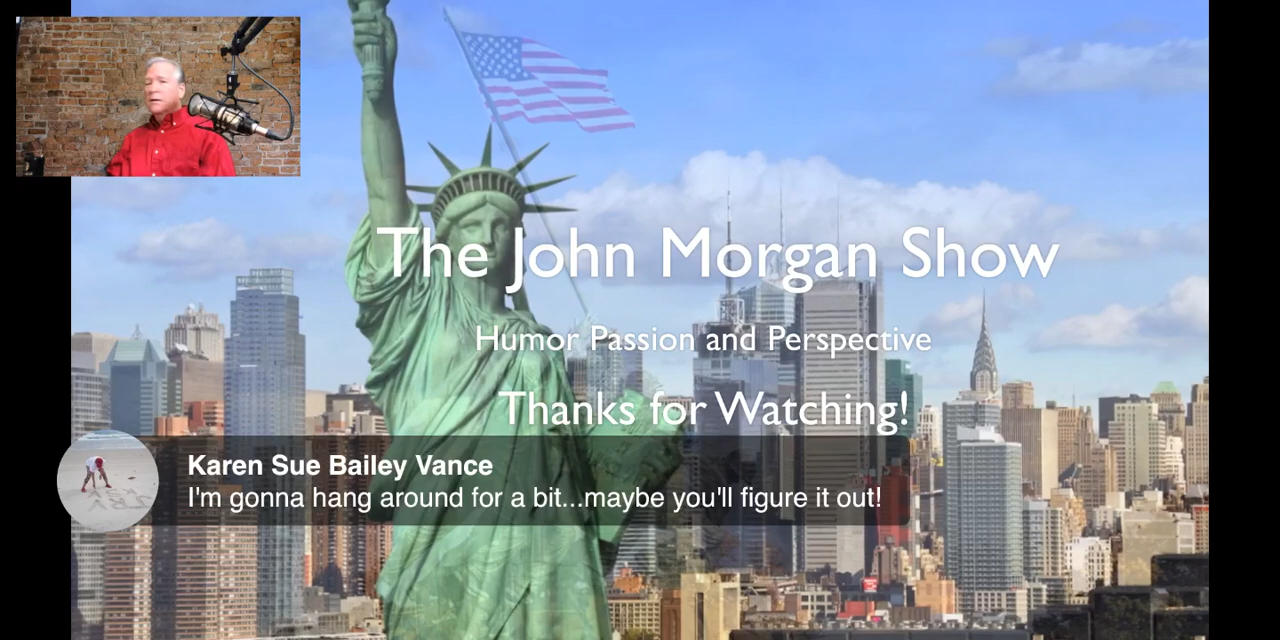 The John Morgan Show
Humor Passion and Perspective
Thanks for Watching!
Karen Sue Bailey Vance
I'm gonna hang around for a bit...maybe you'll figure it out!